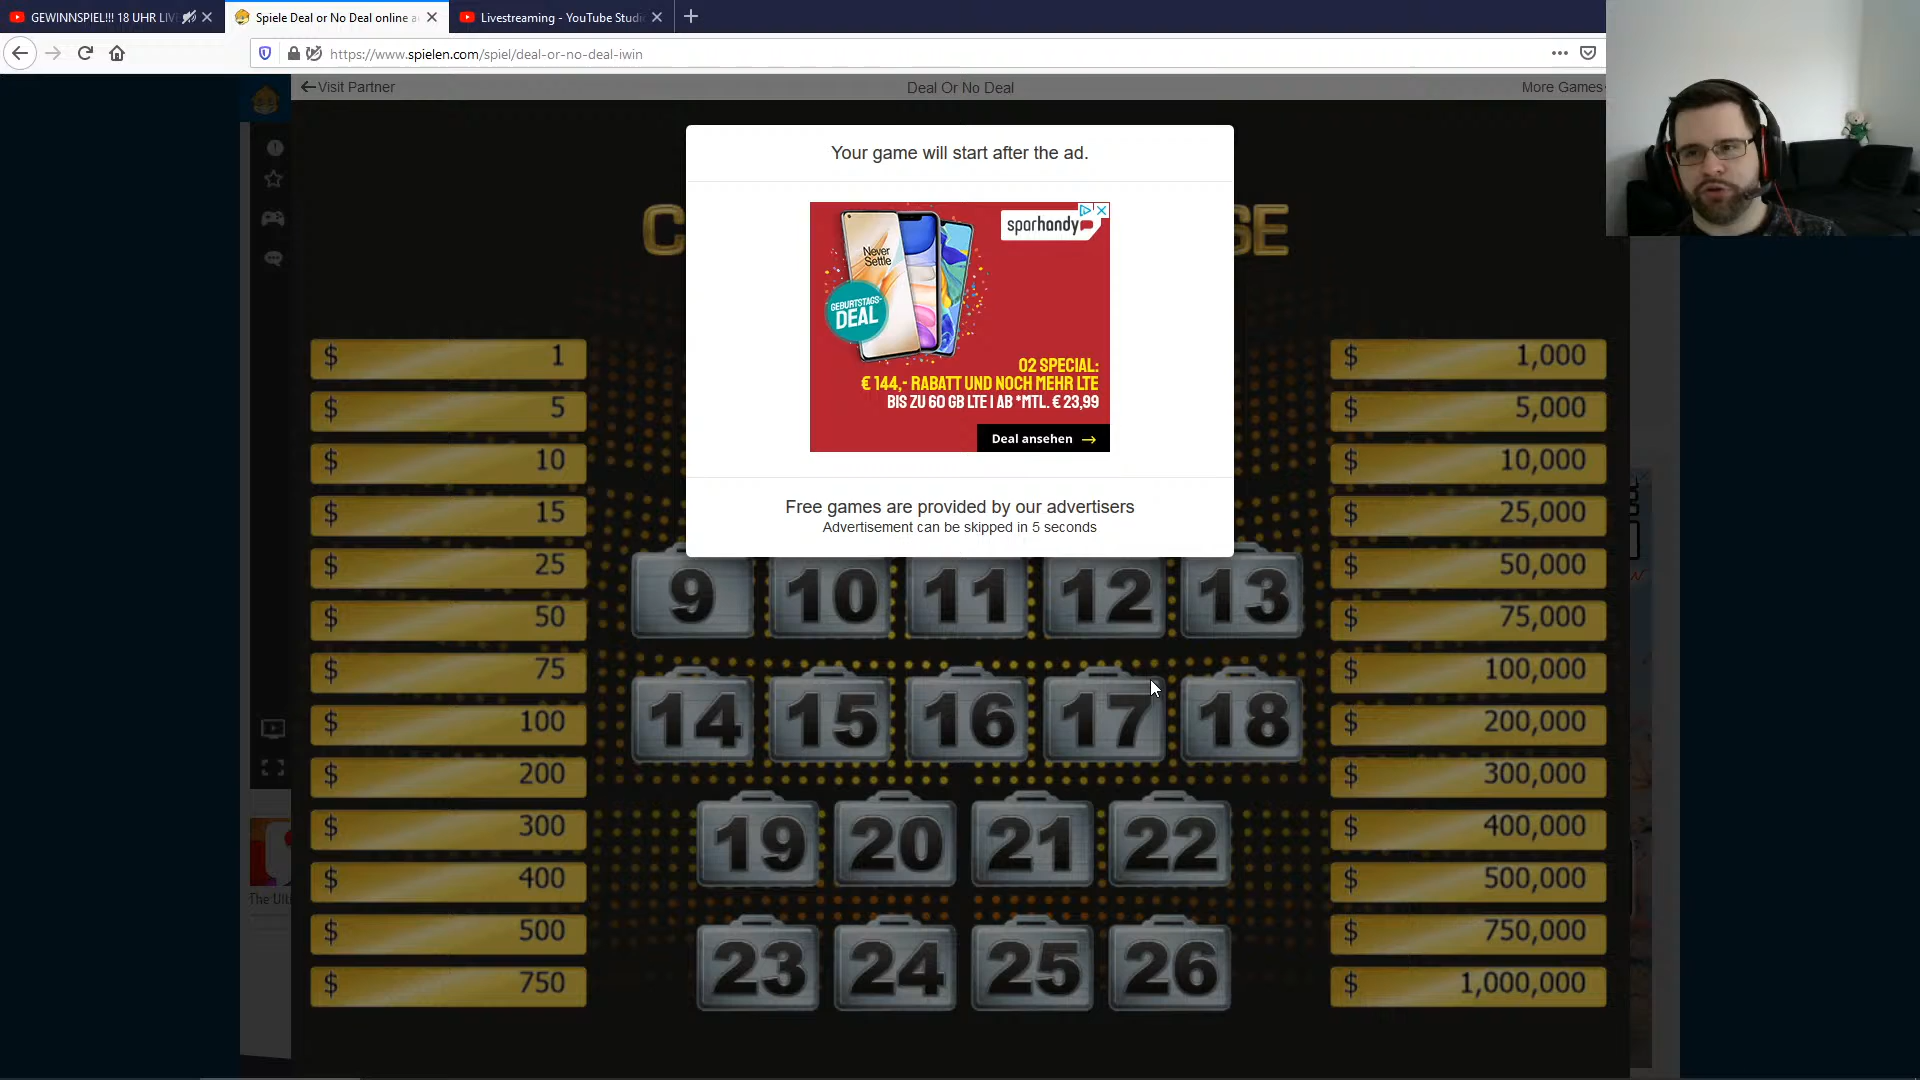 GEWINNSPIEL!!! 18 UHR LIV
Spiele Deal or No Deal online a
Livestreaming - YouTube Studi
https://www.spielen.com/spiel/deal-or-no-deal-iwin
Visit Partner
Deal Or No Deal
More Games
Your game will start after the ad.
sparhandy
Never
Settle
GEBURTSTAGS-
DEAL
O2 SPECIAL:
€ 144,- RABATT UND NOCH MEHR LTE
BIS ZU 60 GB LTE I AB *MTL. € 23,99
Deal ansehen →
Free games are provided by our advertisers
Advertisement can be skipped in 5 seconds
C
SE
$ 1
$ 5
$ 10
$ 15
$ 25
$ 50
$ 75
$ 100
$ 200
$ 300
$ 400
$ 500
$ 750
9 10 11 12 13
14 15 16 17 18
19 20 21 22
23 24 25 26
$ 1,000
$ 5,000
$ 10,000
$ 25,000
$ 50,000
$ 75,000
$ 100,000
$ 200,000
$ 300,000
$ 400,000
$ 500,000
$ 750,000
$ 1,000,000
The Ulti